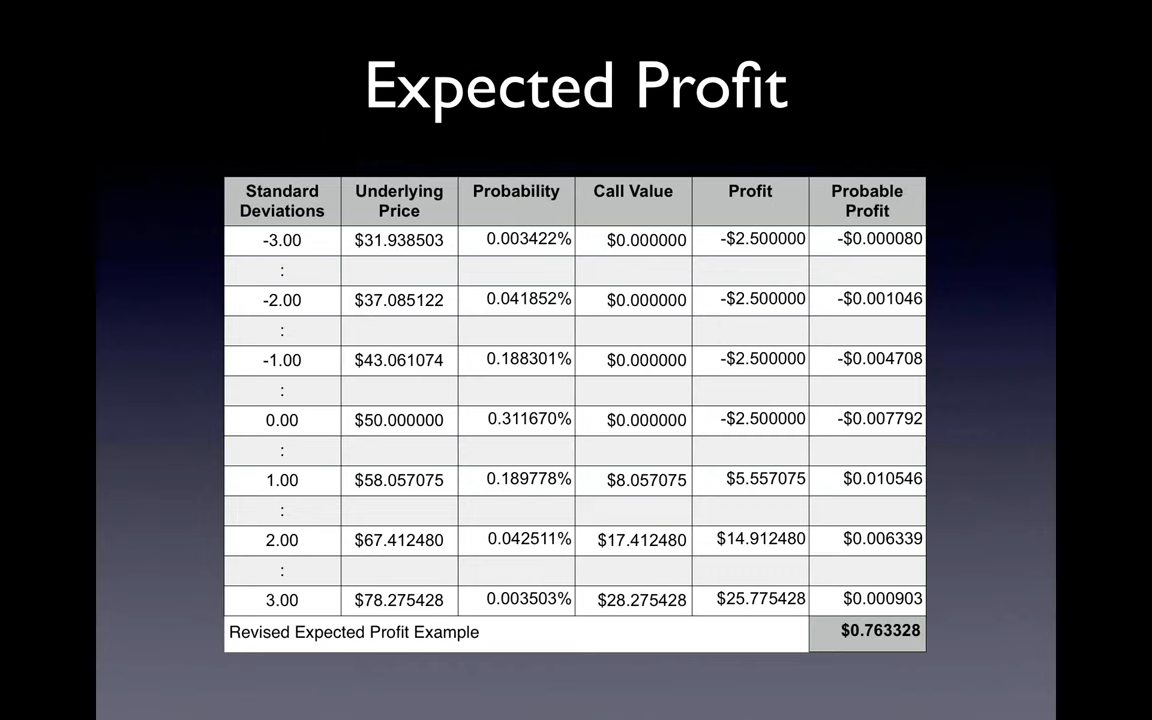 Expected Profit
Standard Deviations Underlying Price Probability Call Value Profit Probable Profit
-3.00 $31.938503 0.003422% $0.000000 -$2.500000 -$0.000080
:
-2.00 $37.085122 0.041852% $0.000000 -$2.500000 -$0.001046
:
-1.00 $43.061074 0.188301% $0.000000 -$2.500000 -$0.004708
:
0.00 $50.000000 0.311670% $0.000000 -$2.500000 -$0.007792
:
1.00 $58.057075 0.189778% $8.057075 $5.557075 $0.010546
:
2.00 $67.412480 0.042511% $17.412480 $14.912480 $0.006339
:
3.00 $78.275428 0.003503% $28.275428 $25.775428 $0.000903
Revised Expected Profit Example $0.763328